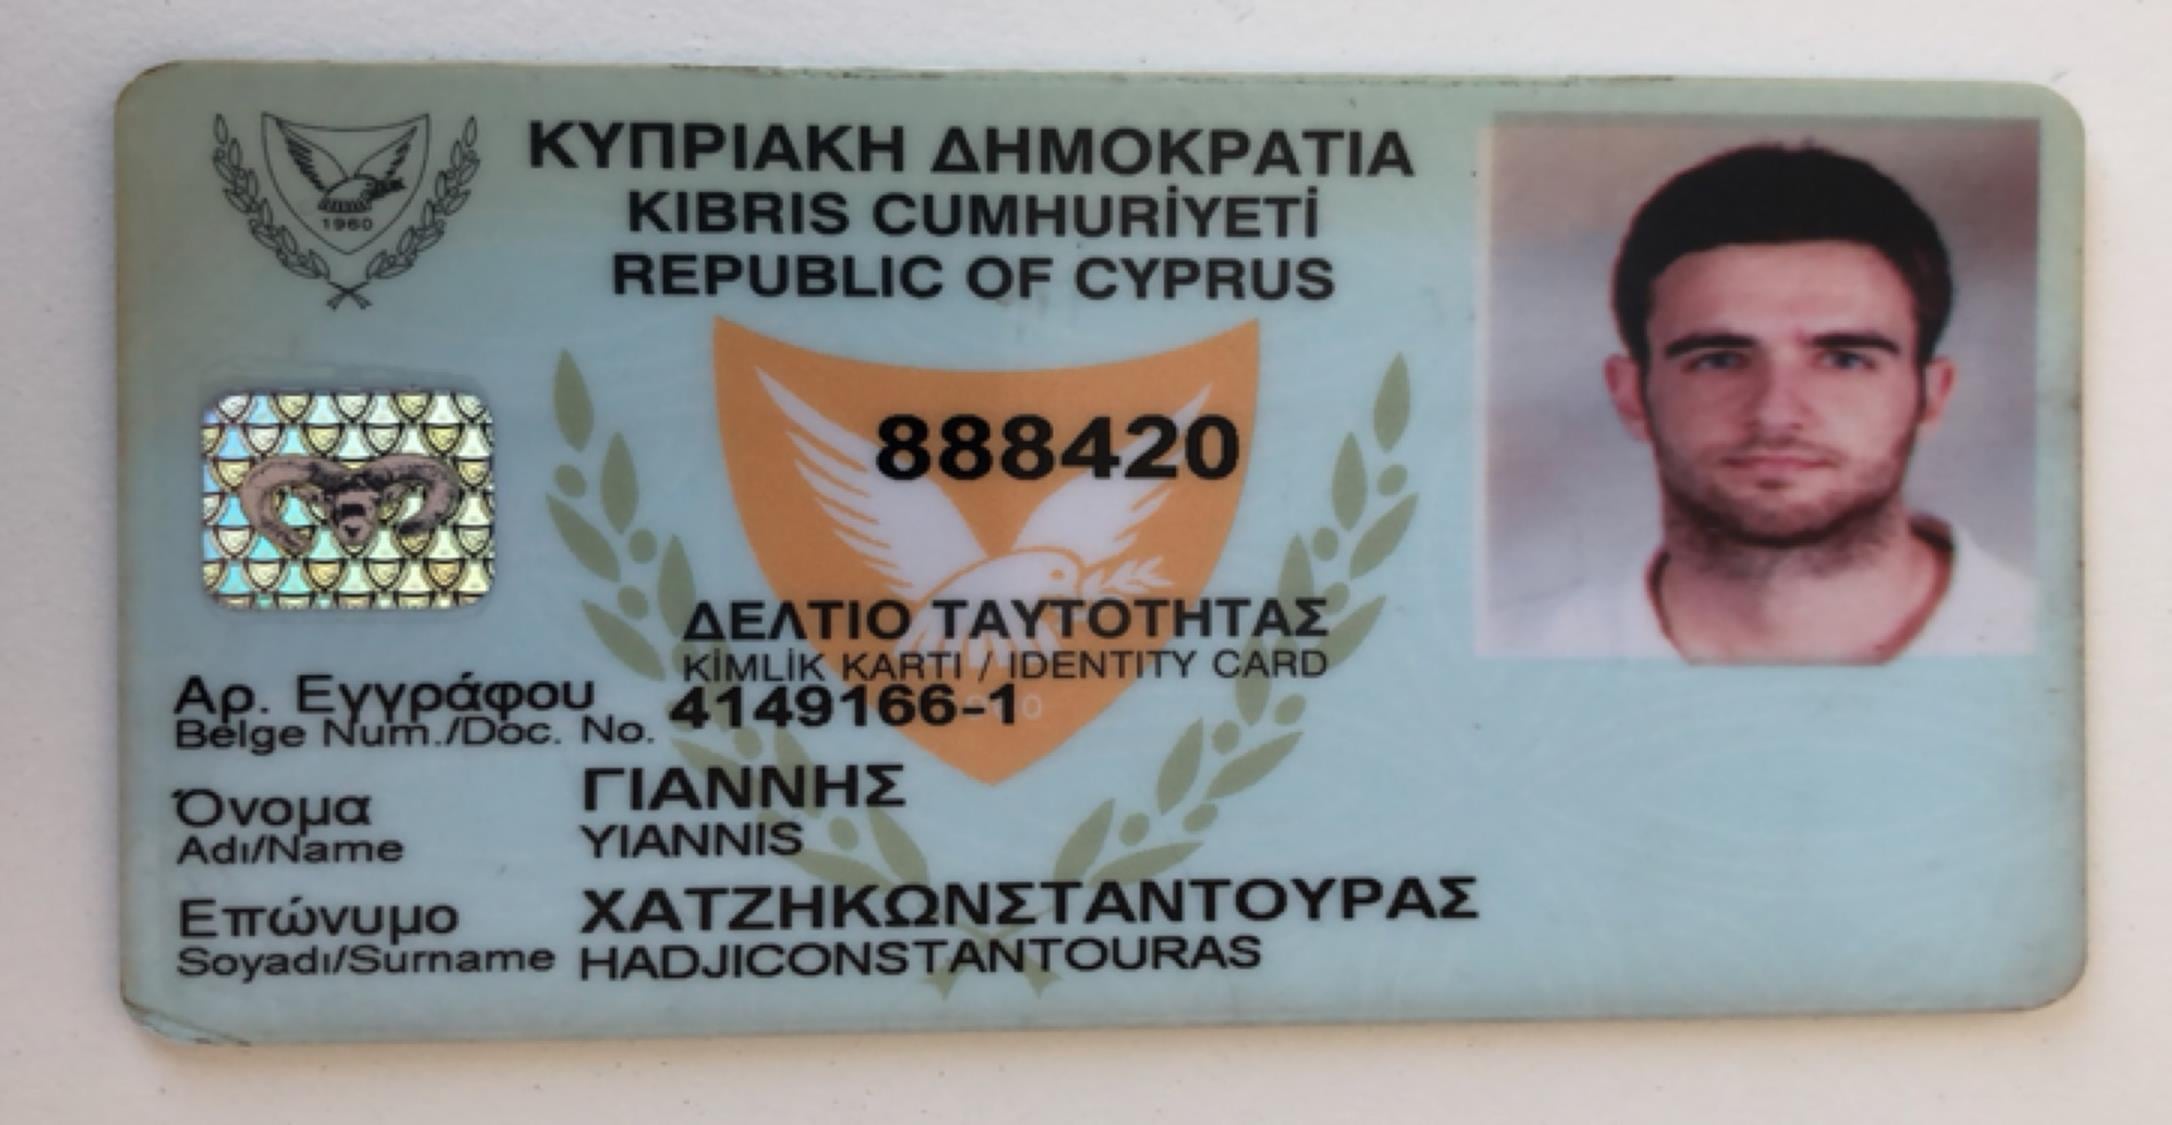 1960
ΚΥΠΡΙΑΚΗ ΔΗΜΟΚΡΑΤΙΑ
KIBRIS CUMHURİYETİ
REPUBLIC OF CYPRUS
888420
ΔΕΛΤΙΟ ΤΑΥΤΟΤΗΤΑΣ
KİMLİK KARTI / IDENTITY CARD
Αρ. Εγγράφου 4149166-1
Belge Num./Doc. No.
Όνομα ΓΙΑΝΝΗΣ
Adı/Name YIANNIS
Επώνυμο ΧΑΤΖΗΚΩΝΣΤΑΝΤΟΥΡΑΣ
Soyadı/Surname HADJICONSTANTOURAS